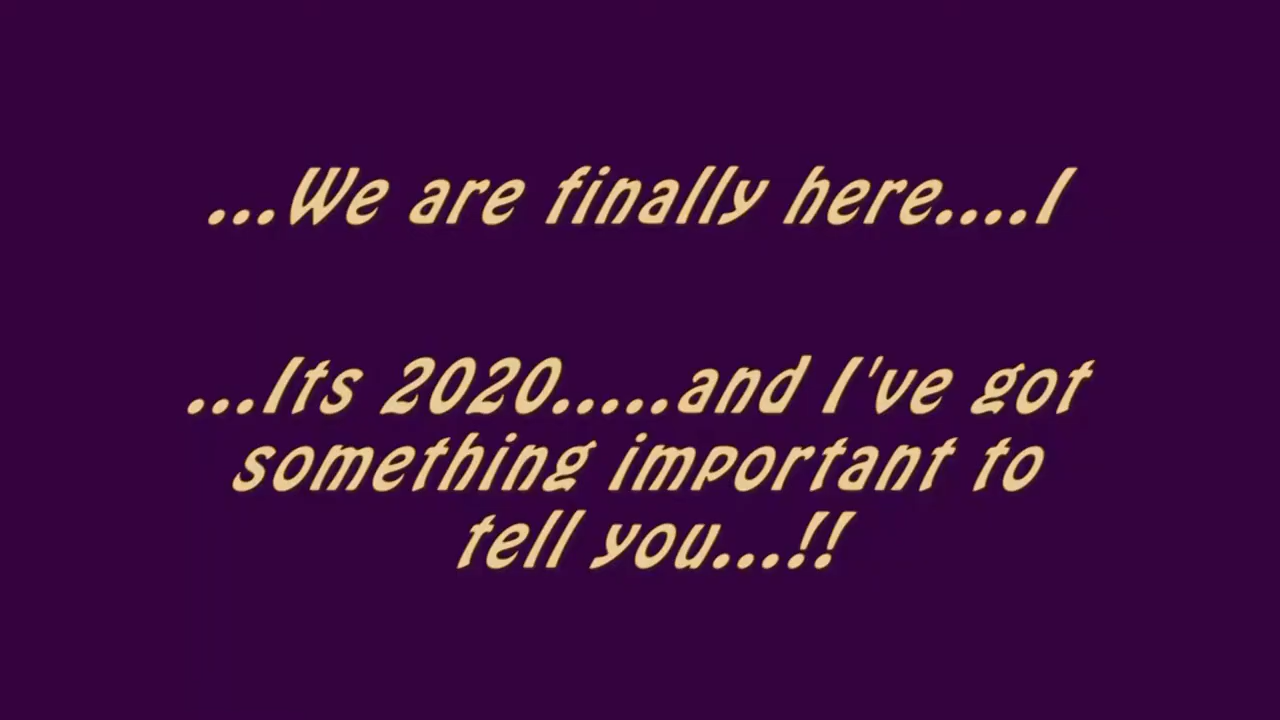 ...We are finally here....I
...Its 2020.....and I've got
something important to
tell you...!!